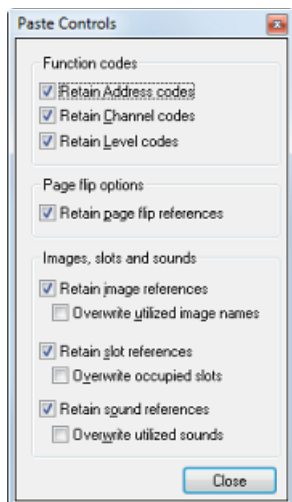 Paste Controls
Function codes
Retain Address codes
Retain Channel codes
Retain Level codes
Page flip options
Retain page flip references
Images, slots and sounds
Retain image references
Overwrite utilized image names
Retain slot references
Overwrite occupied slots
Retain sound references
Overwrite utilized sounds
Close